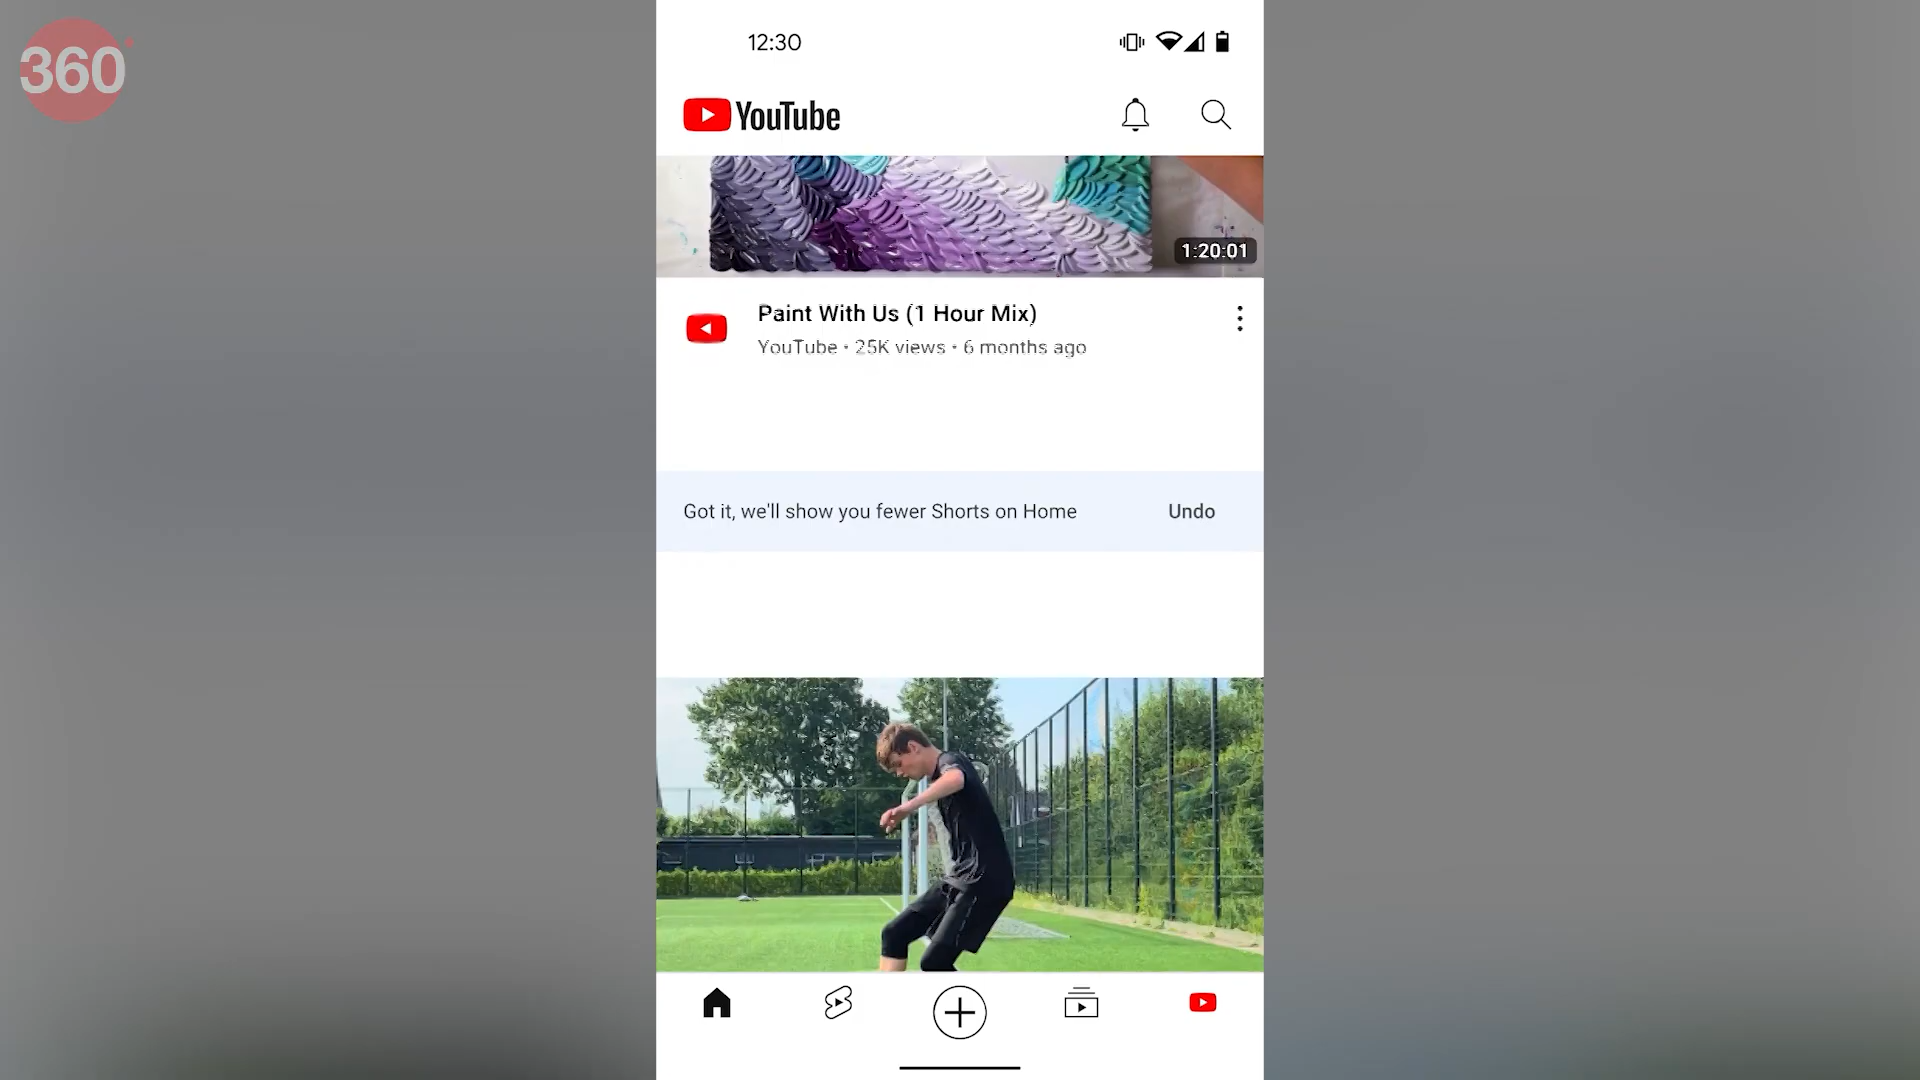 360
12:30
YouTube
1:20:01
Paint With Us (1 Hour Mix)
YouTube • 25K views • 6 months ago
Got it, we'll show you fewer Shorts on Home
Undo